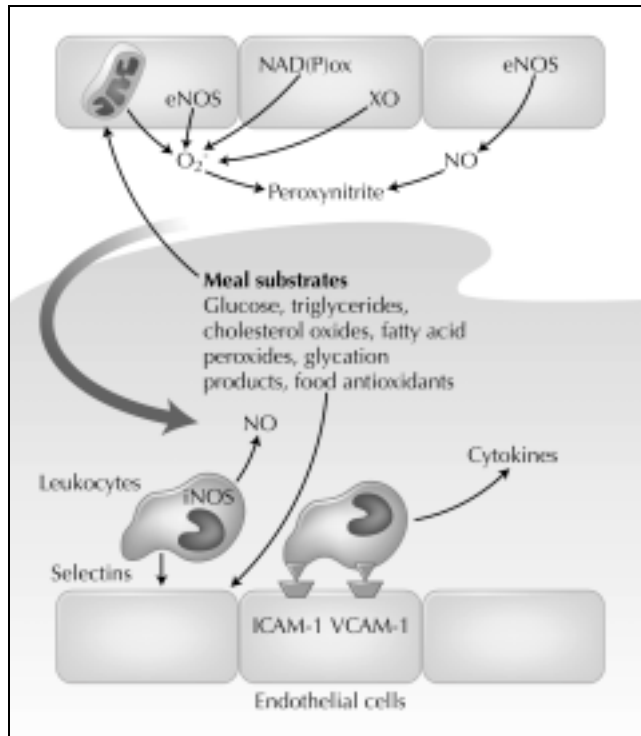 NAD(P)ox
eNOS
eNOS
XO
O2-
NO
Peroxynitrite
Meal substrates
Glucose, triglycerides,
cholesterol oxides, fatty acid
peroxides, glycation
products, food antioxidants
NO
Cytokines
Leukocytes
iNOS
Selectins
ICAM-1 VCAM-1
Endothelial cells